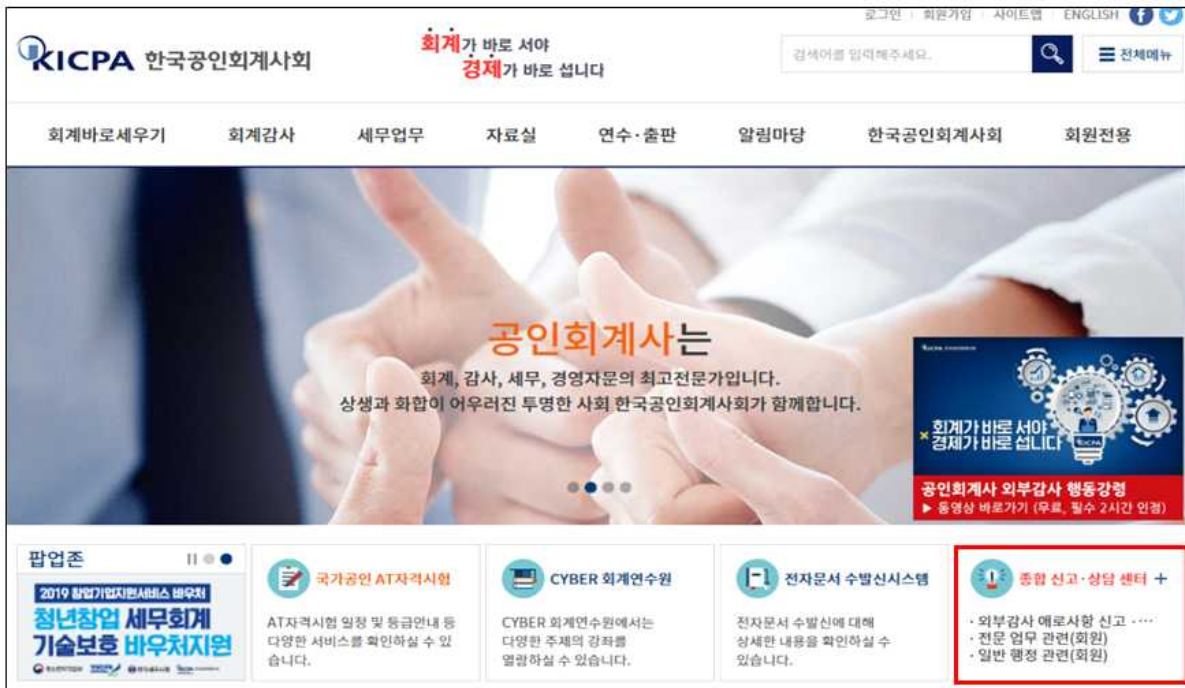 로그인 | 회원가입 | 사이트맵 | ENGLISH
KICPA 한국공인회계사회
회계가 바로 서야
경제가 바로 섭니다
검색어를 입력해주세요.
전체메뉴
회계바로세우기 회계감사 세무업무 자료실 연수·출판 알림마당 한국공인회계사회 회원전용
공인회계사는
회계, 감사, 세무, 경영자문의 최고전문가입니다.
상생과 화합이 어우러진 투명한 사회 한국공인회계사회가 함께합니다.
회계가 바로 서야
경제가 바로 섭니다
KICPA
공인회계사 외부감사 행동강령
▶ 동영상 바로가기 (무료, 필수 2시간 인정)
팝업존
2019 창업기업지원서비스 바우처
청년창업 세무회계
기술보호 바우처지원
국가공인 AT자격시험
AT자격시험 일정 및 등급안내 등
다양한 서비스를 확인하실 수 있
습니다.
CYBER 회계연수원
CYBER 회계연수원에서는
다양한 주제의 강좌를
열람하실 수 있습니다.
전자문서 수발신시스템
전자문서 수발신에 대해
상세한 내용을 확인하실 수
있습니다.
종합 신고·상담 센터 +
· 외부감사 애로사항 신고 ·…
· 전문 업무 관련(회원)
· 일반 행정 관련(회원)